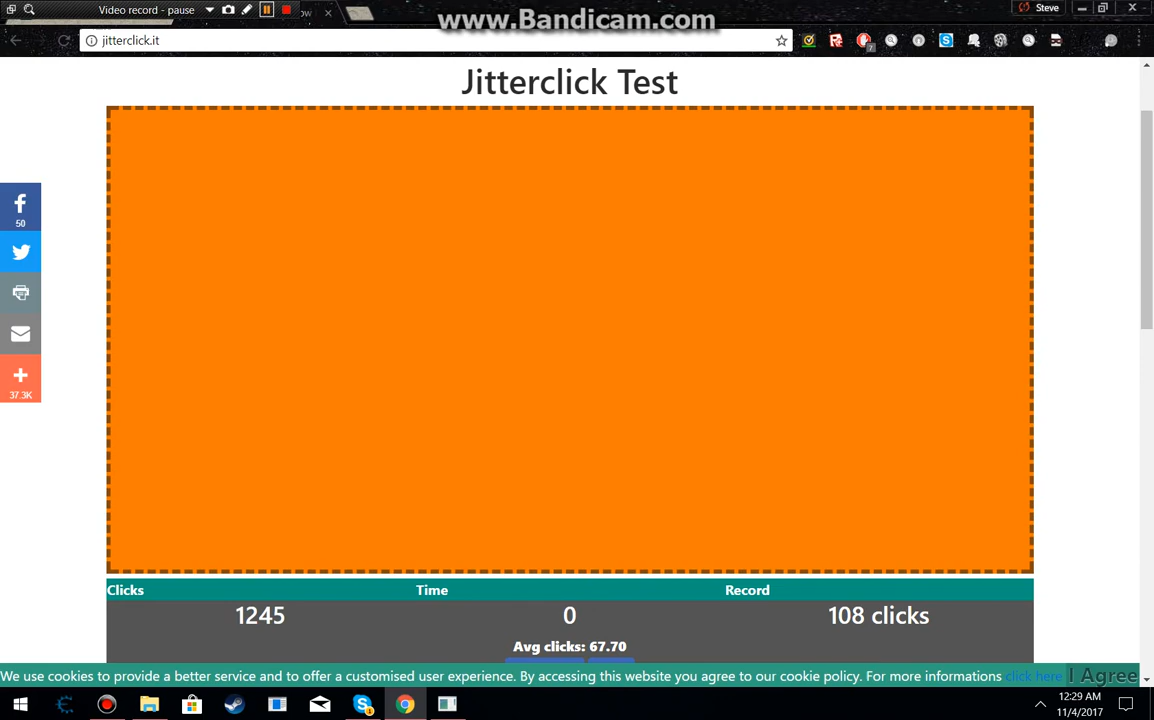 www.Bandicam.com
Video record - pause
Steve
jitterclick.it
7
Jitterclick Test
50
37.3K
Clicks Time Record
1245 0 108 clicks
Avg clicks: 67.70
We use cookies to provide a better service and to offer a customised user experience. By accessing this website you agree to our cookie policy. For more informations click here I Agree
12:29 AM
11/4/2017